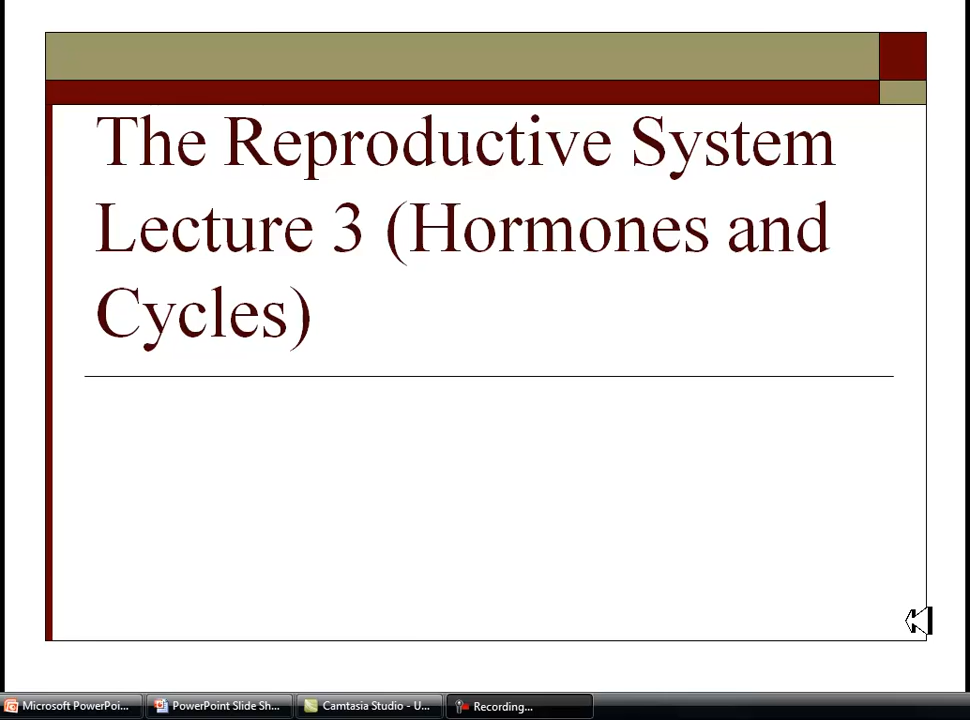 The Reproductive System
Lecture 3 (Hormones and
Cycles)
Microsoft PowerPoi...
PowerPoint Slide Sh...
Camtasia Studio - U...
Recording...